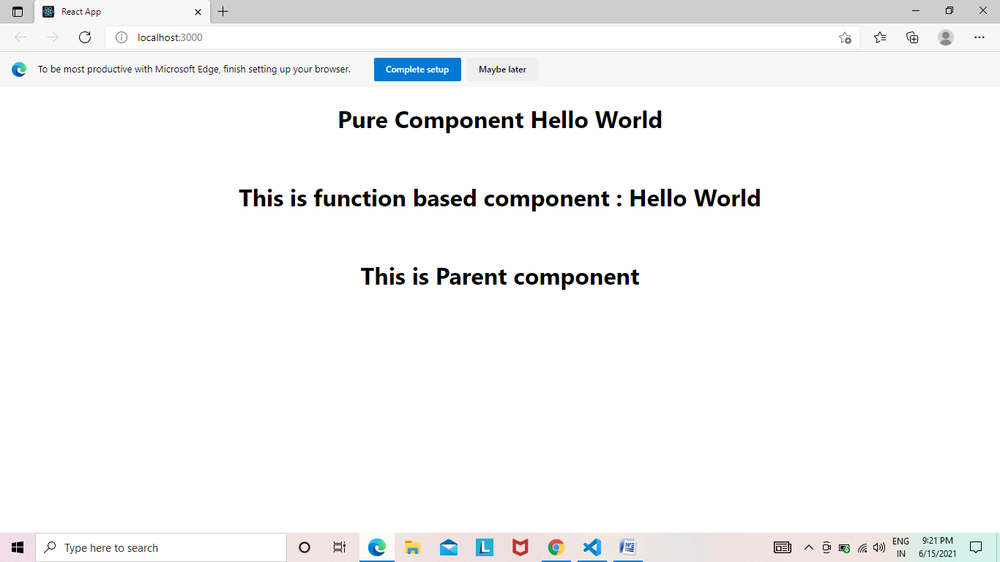 React App
localhost:3000
To be most productive with Microsoft Edge, finish setting up your browser. Complete setup Maybe later
Pure Component Hello World
This is function based component : Hello World
This is Parent component
Type here to search
L
W
ENG
IN
9:21 PM
6/15/2021